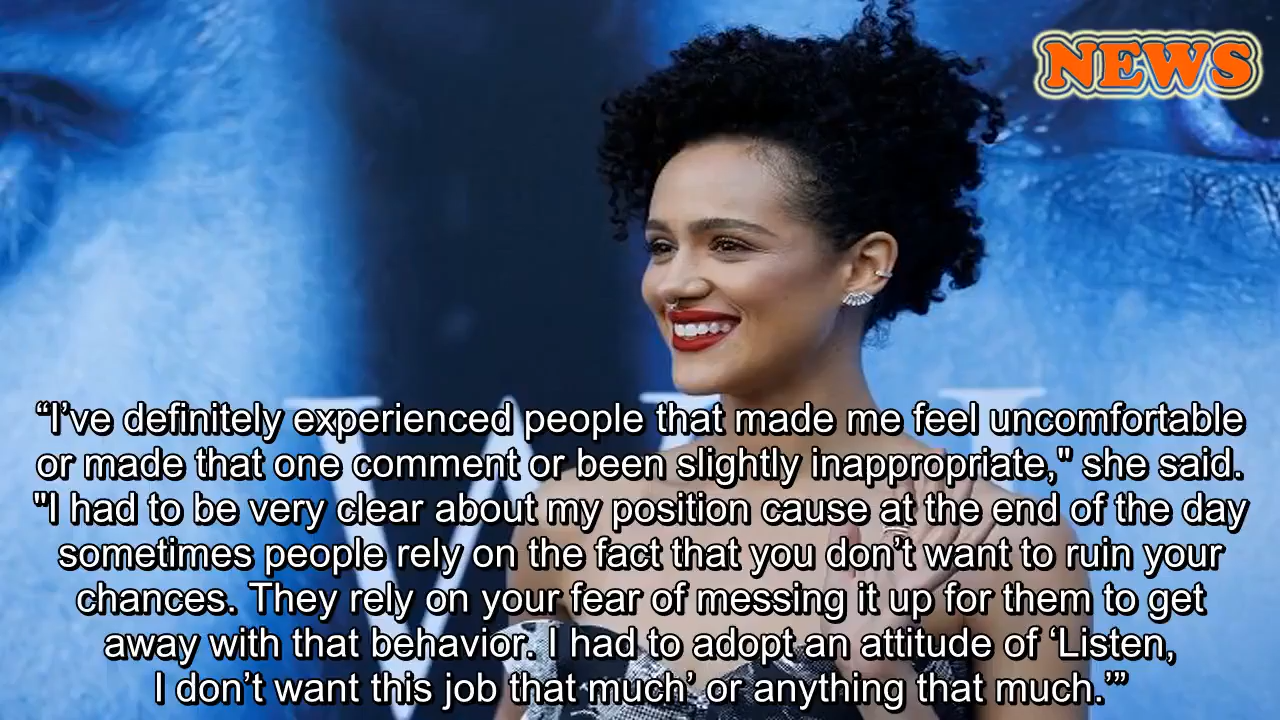 NEWS
“I’ve definitely experienced people that made me feel uncomfortable
or made that one comment or been slightly inappropriate," she said.
"I had to be very clear about my position cause at the end of the day
sometimes people rely on the fact that you don’t want to ruin your
chances. They rely on your fear of messing it up for them to get
away with that behavior. I had to adopt an attitude of ‘Listen,
I don’t want this job that much’ or anything that much.’”